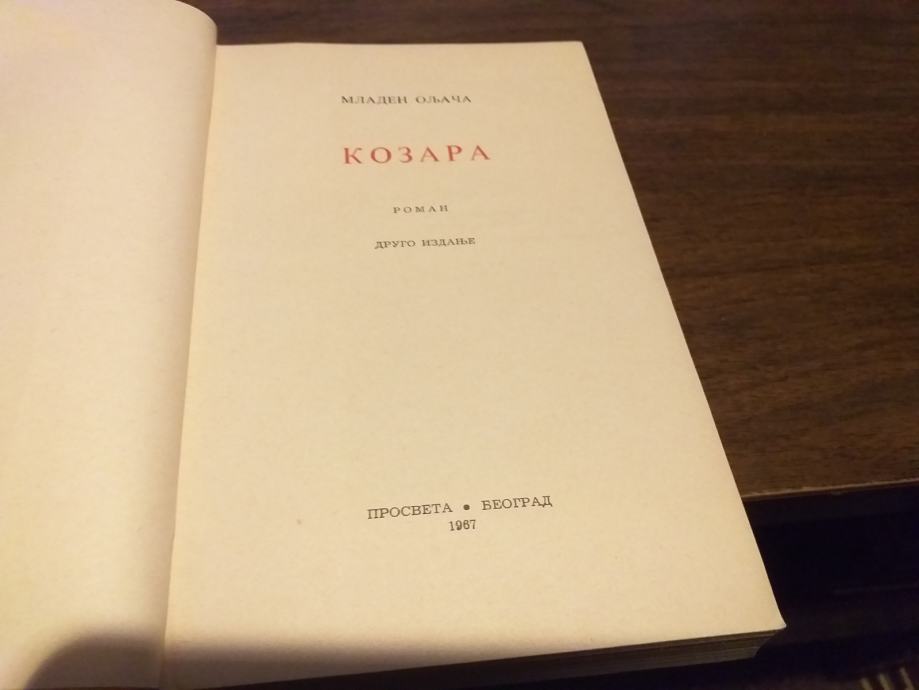 МЛАДЕН ОЉАЧА
КОЗАРА
РОМАН
ДРУГО ИЗДАЊЕ
ПРОСВЕТА • БЕОГРАД
1967